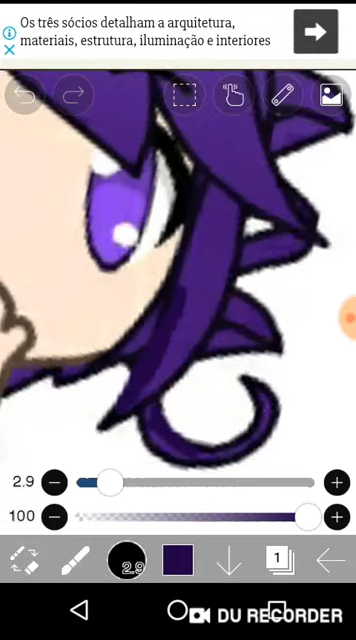 Os três sócios detalham a arquitetura,
materiais, estrutura, iluminação e interiores
2.9
100
2.9
1
DU RECORDER